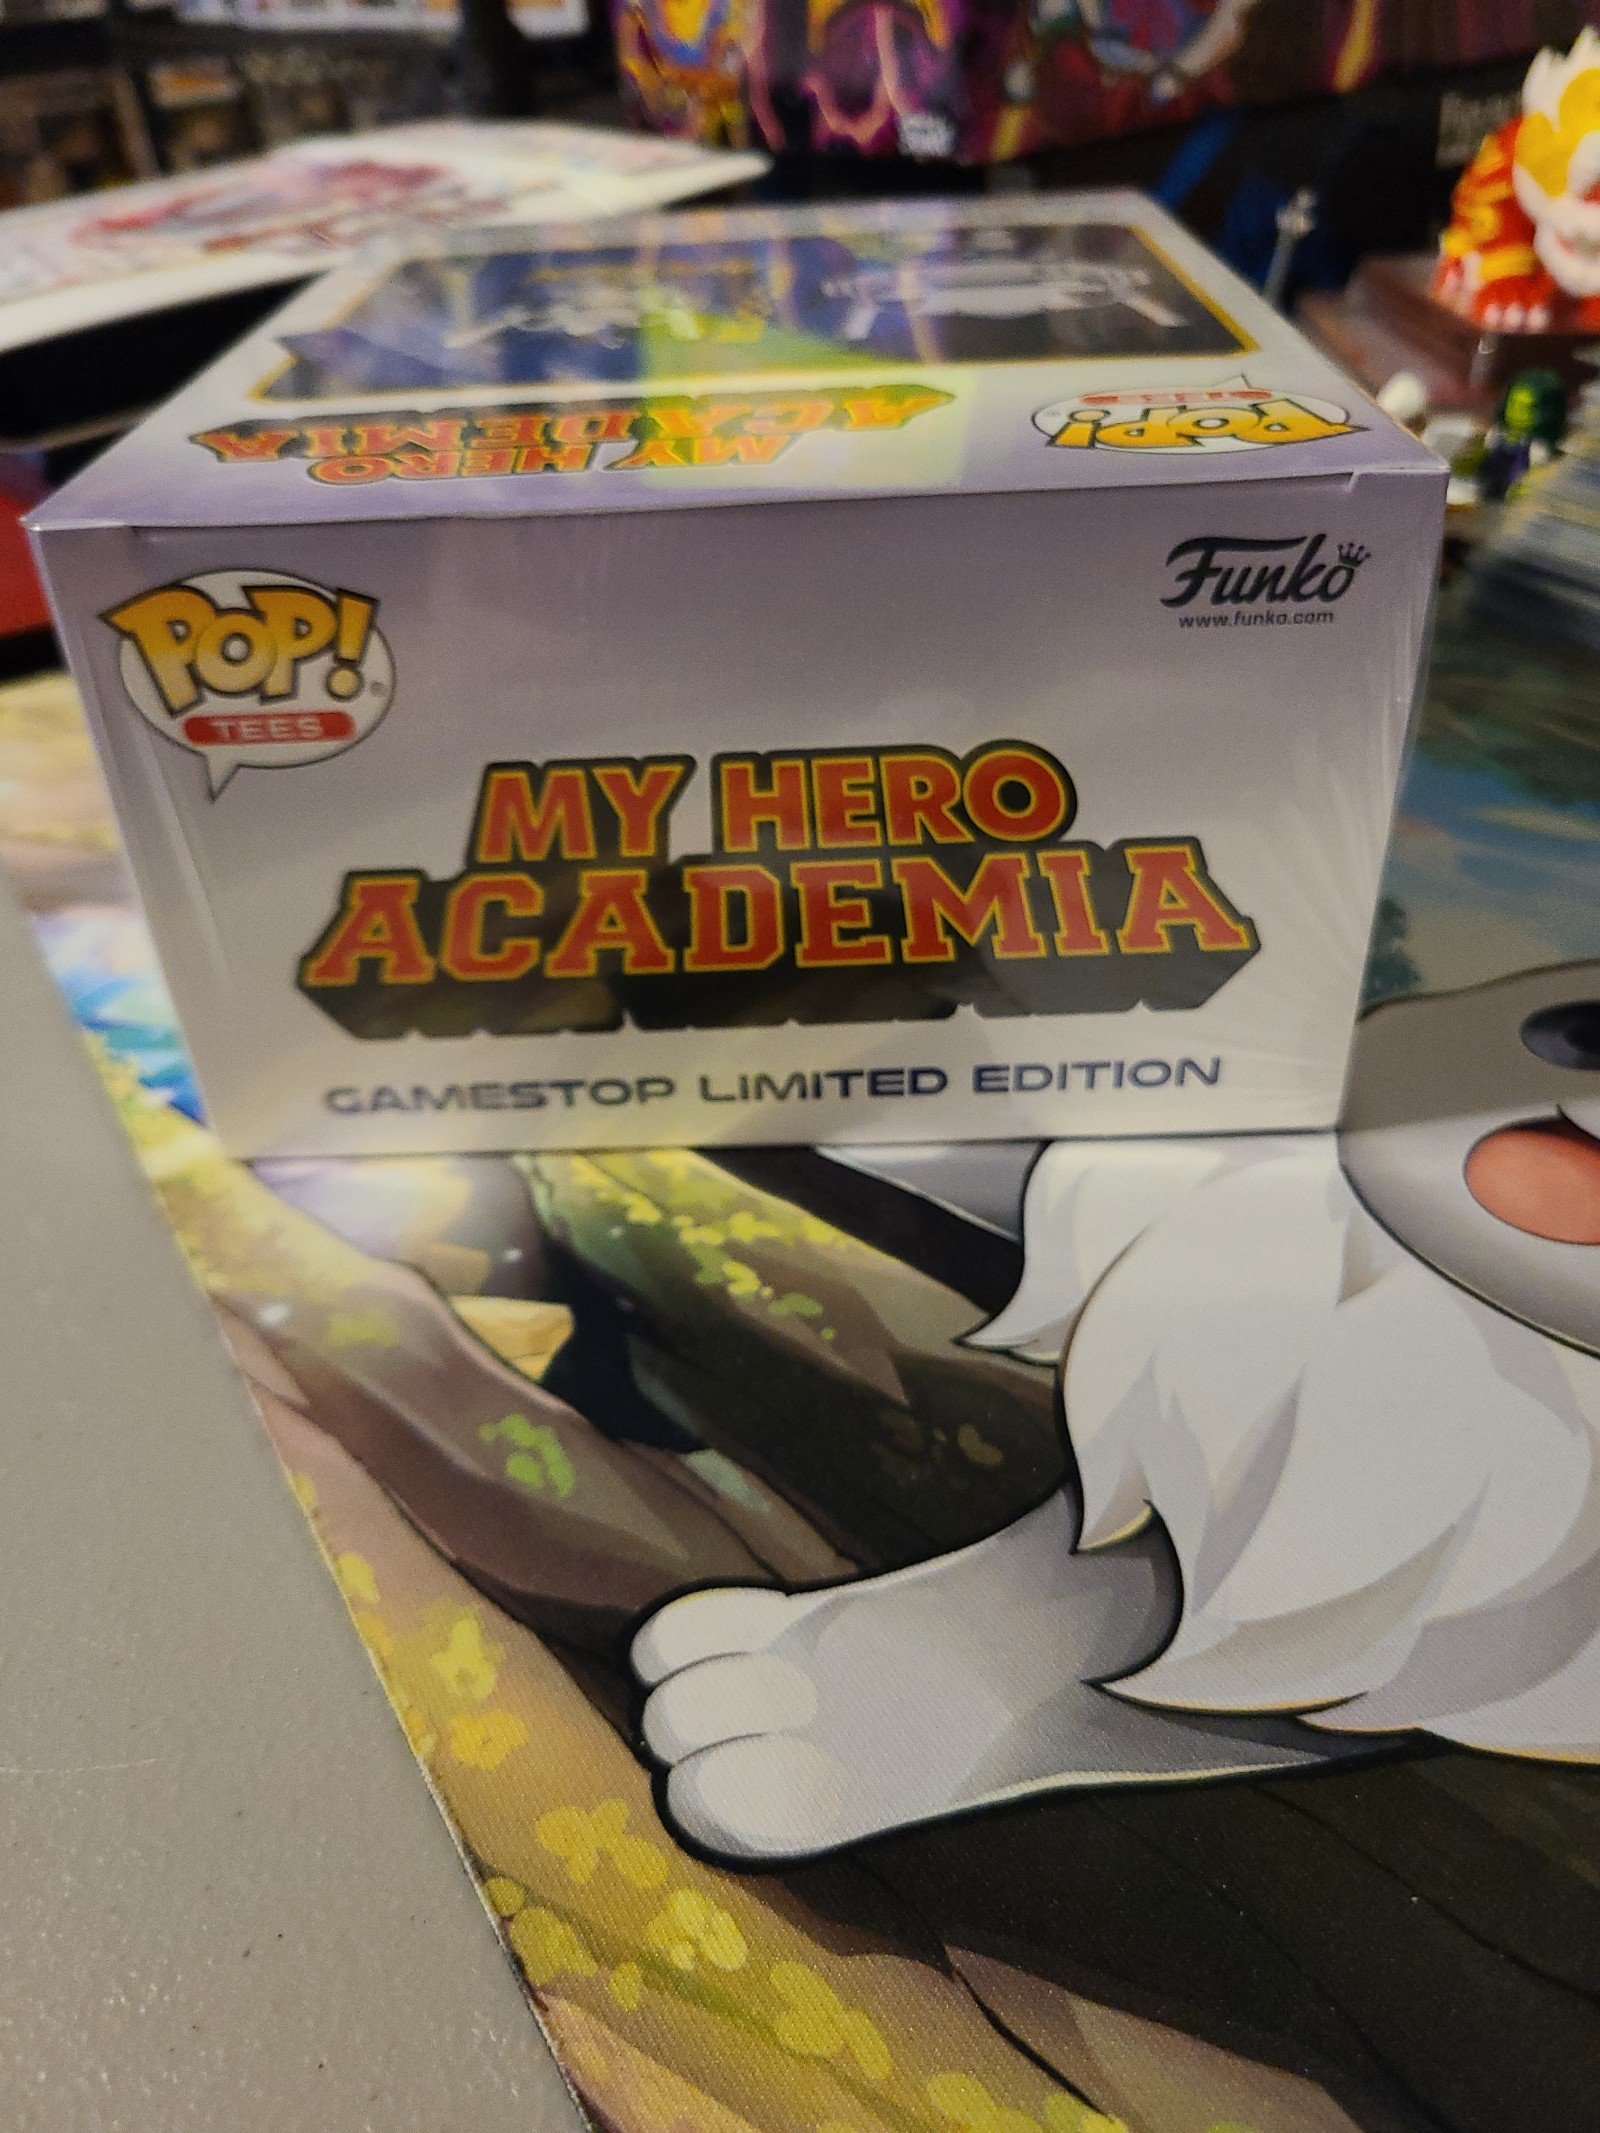 MY HERO
ACADEMIA
POP!
POP!
TEES
Funko
www.funko.com
MY HERO
ACADEMIA
GAMESTOP LIMITED EDITION